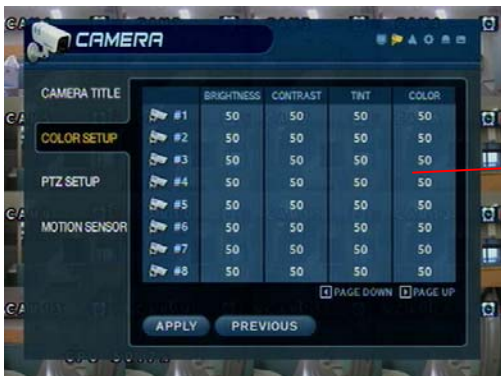 CAMERA
CAMERA TITLE
COLOR SETUP
PTZ SETUP
MOTION SENSOR
BRIGHTNESS CONTRAST TINT COLOR
#1 50 50 50 50
#2 50 50 50 50
#3 50 50 50 50
#4 50 50 50 50
#5 50 50 50 50
#6 50 50 50 50
#7 50 50 50 50
#8 50 50 50 50
PAGE DOWN PAGE UP
APPLY PREVIOUS